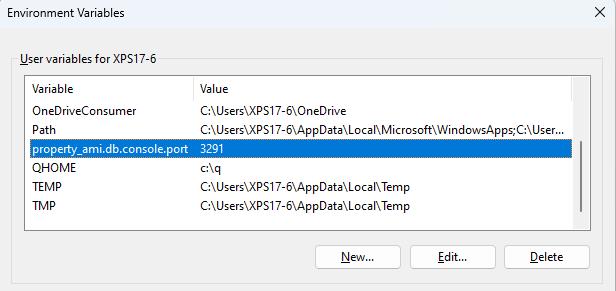 Environment Variables
User variables for XPS17-6
Variable Value
OneDriveConsumer C:\Users\XPS17-6\OneDrive
Path C:\Users\XPS17-6\AppData\Local\Microsoft\WindowsApps;C:\User...
property_ami.db.console.port 3291
QHOME c:\q
TEMP C:\Users\XPS17-6\AppData\Local\Temp
TMP C:\Users\XPS17-6\AppData\Local\Temp
New... Edit... Delete